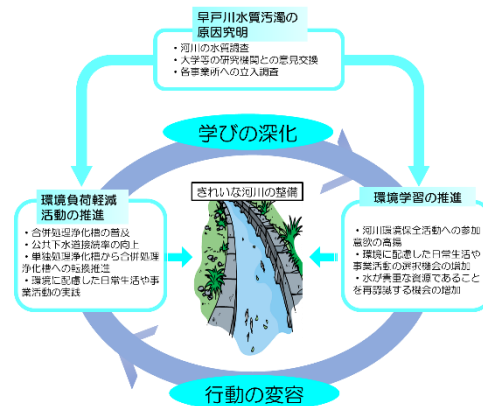 早戸川水質汚濁の
原因究明
・河川の水質調査
・大学等の研究機関との意見交換
・各事業所への立入調査
学びの深化
環境負荷軽減
活動の推進
・合併処理浄化槽の普及
・公共下水道接続率の向上
・単独処理浄化槽から合併処理
浄化槽への転換推進
・環境に配慮した日常生活や事
業活動の実践
きれいな河川の整備
環境学習の推進
・河川環境保全活動への参加
意欲の高揚
・環境に配慮した日常生活や
事業活動の選択機会の増加
・水が貴重な資源であること
を再認識する機会の増加
行動の変容